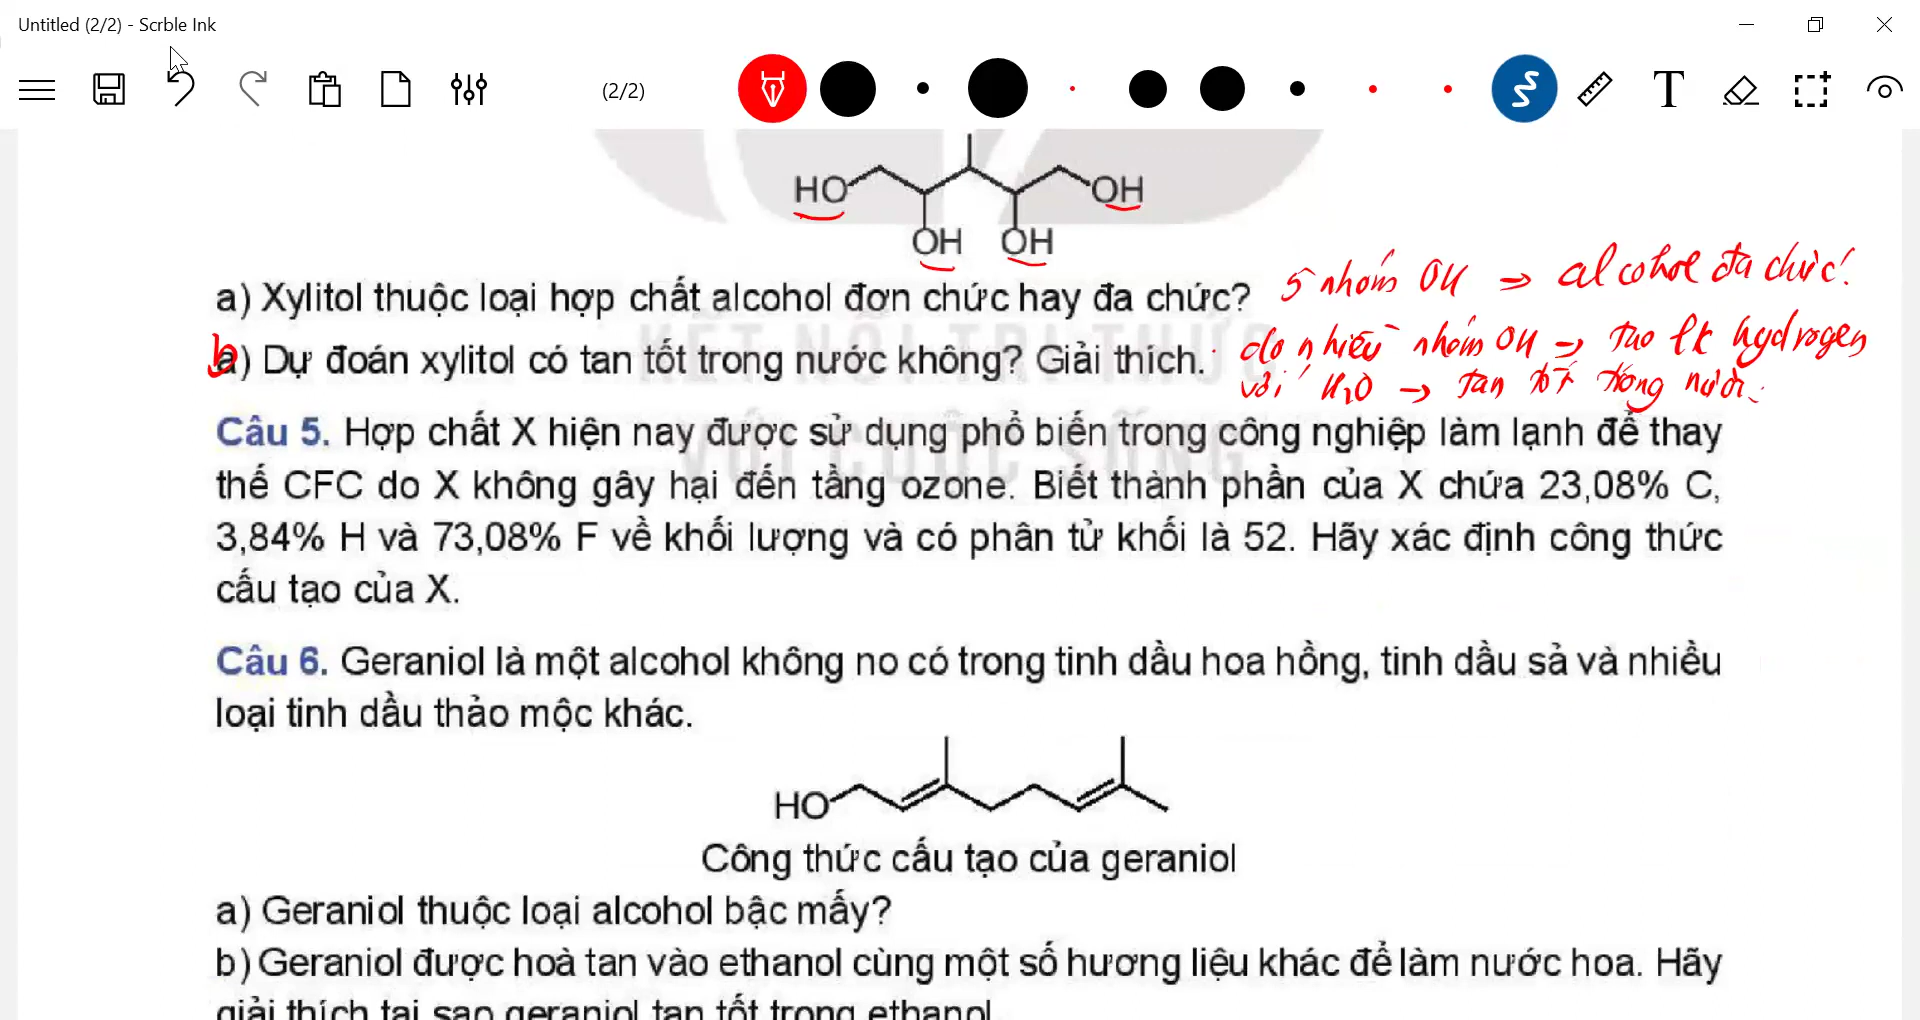 Untitled (2/2) - Scrble Ink
(2/2)
HO OH
OH OH
a) Xylitol thuộc loại hợp chất alcohol đơn chức hay đa chức? 5 nhóm OH ⇒ alcohol đa chức!
b a) Dự đoán xylitol có tan tốt trong nước không? Giải thích. do nhiều nhóm OH ⇒ tạo lk hydrogen
với H2O → tan tốt trong nước.
KẾT NỐI TRI THỨC
VỚI CUỘC SỐNG
Câu 5. Hợp chất X hiện nay được sử dụng phổ biến trong công nghiệp làm lạnh để thay
thế CFC do X không gây hại đến tầng ozone. Biết thành phần của X chứa 23,08% C,
3,84% H và 73,08% F về khối lượng và có phân tử khối là 52. Hãy xác định công thức
cấu tạo của X.
Câu 6. Geraniol là một alcohol không no có trong tinh dầu hoa hồng, tinh dầu sả và nhiều
loại tinh dầu thảo mộc khác.
HO
Công thức cấu tạo của geraniol
a) Geraniol thuộc loại alcohol bậc mấy?
b) Geraniol được hoà tan vào ethanol cùng một số hương liệu khác để làm nước hoa. Hãy
giải thích tại sao geraniol tan tốt trong ethanol.